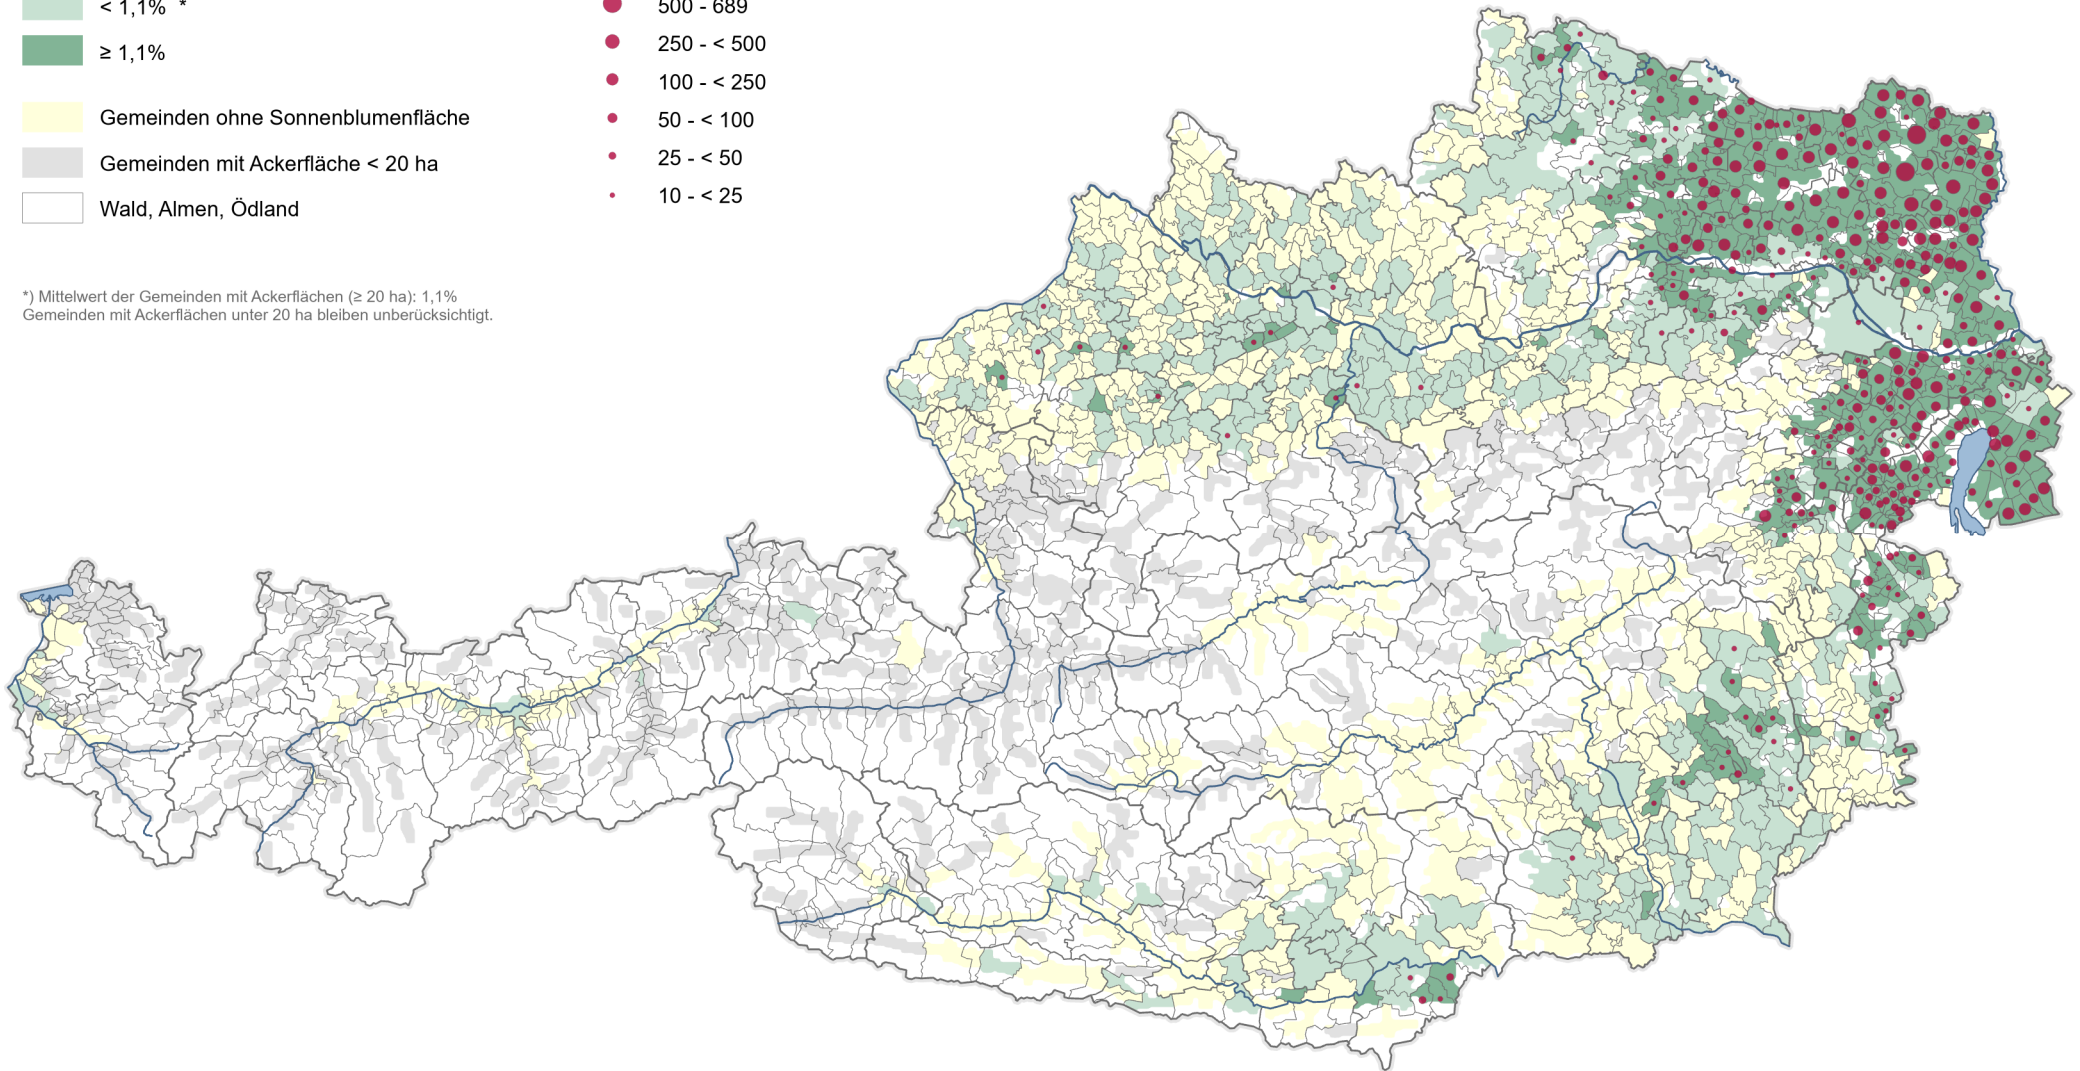 < 1,1% *
≥ 1,1%
Gemeinden ohne Sonnenblumenfläche
Gemeinden mit Ackerfläche < 20 ha
Wald, Almen, Ödland
500 - 689
250 - < 500
100 - < 250
50 - < 100
25 - < 50
10 - < 25
*) Mittelwert der Gemeinden mit Ackerflächen (≥ 20 ha): 1,1%
Gemeinden mit Ackerflächen unter 20 ha bleiben unberücksichtigt.